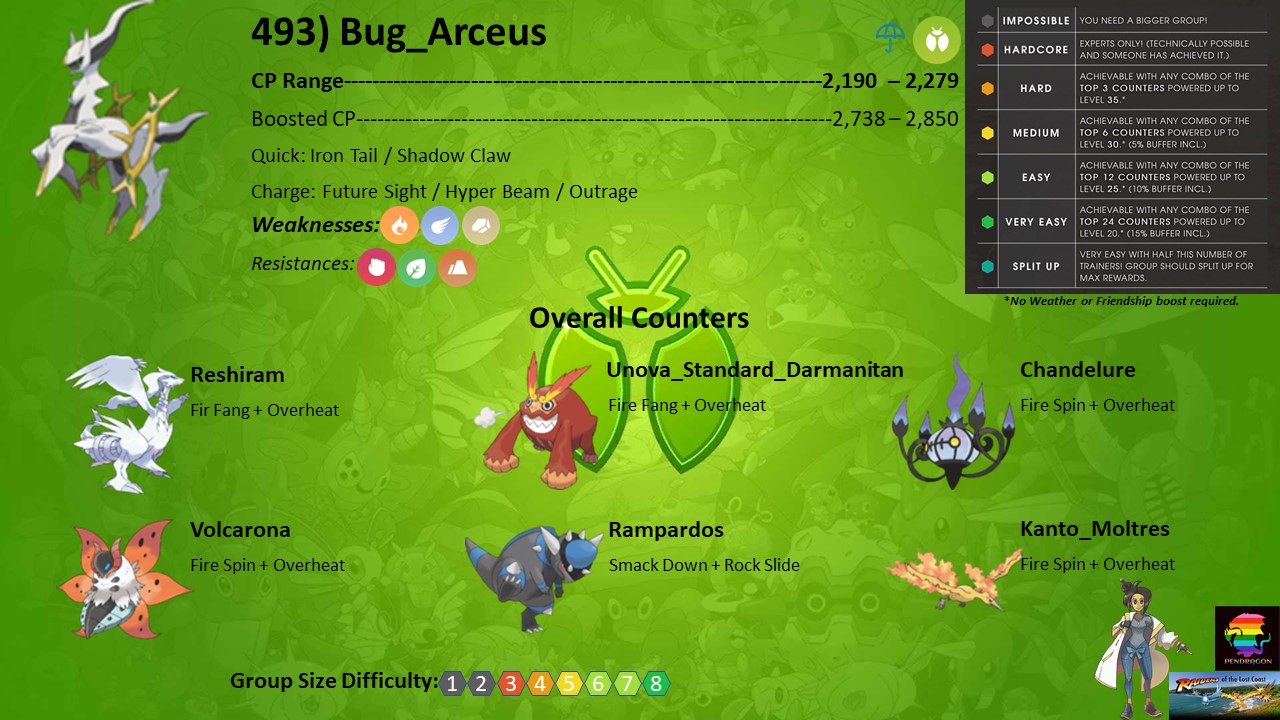 493) Bug_Arceus
CP Range--------------------------------------------------------------------2,190 – 2,279
Boosted CP--------------------------------------------------------------------2,738 – 2,850
Quick: Iron Tail / Shadow Claw
Charge: Future Sight / Hyper Beam / Outrage
Weaknesses:
Resistances:
IMPOSSIBLE YOU NEED A BIGGER GROUP!
HARDCORE EXPERTS ONLY! (TECHNICALLY POSSIBLE
AND SOMEONE HAS ACHIEVED IT.)
HARD ACHIEVABLE WITH ANY COMBO OF THE
TOP 3 COUNTERS POWERED UP TO
LEVEL 35.*
MEDIUM ACHIEVABLE WITH ANY COMBO OF THE
TOP 6 COUNTERS POWERED UP TO
LEVEL 30.* (5% BUFFER INCL.)
EASY ACHIEVABLE WITH ANY COMBO OF THE
TOP 12 COUNTERS POWERED UP TO
LEVEL 25.* (10% BUFFER INCL.)
VERY EASY ACHIEVABLE WITH ANY COMBO OF THE
TOP 24 COUNTERS POWERED UP TO
LEVEL 20.* (15% BUFFER INCL.)
SPLIT UP VERY EASY WITH HALF THIS NUMBER OF
TRAINERS! GROUP SHOULD SPLIT UP FOR
MAX REWARDS.
*No Weather or Friendship boost required.
Overall Counters
Reshiram
Fir Fang + Overheat
Unova_Standard_Darmanitan
Fire Fang + Overheat
Chandelure
Fire Spin + Overheat
Volcarona
Fire Spin + Overheat
Rampardos
Smack Down + Rock Slide
Kanto_Moltres
Fire Spin + Overheat
Group Size Difficulty: 1 2 3 4 5 6 7 8
PENDROGON
RAIDERS of the Lost Coast